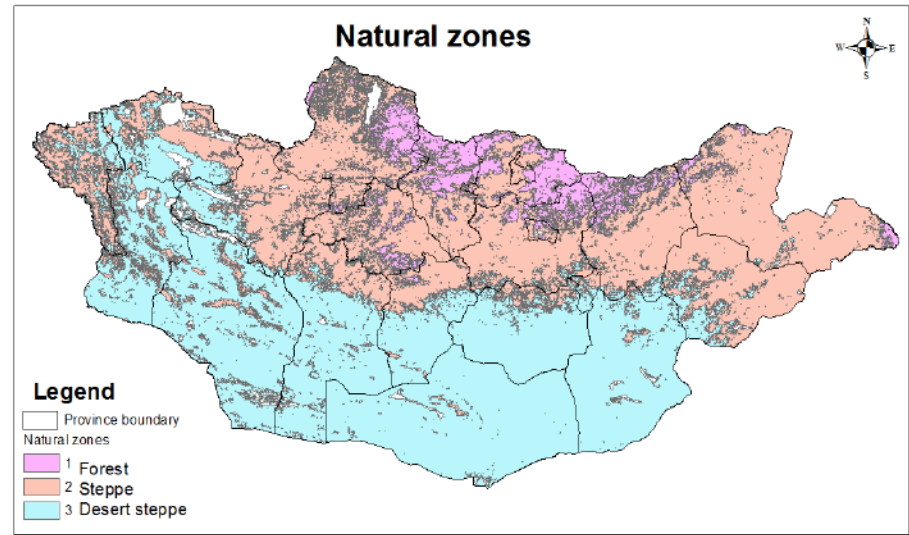 Natural zones
N
W E
S
Legend
Province boundary
Natural zones
1 Forest
2 Steppe
3 Desert steppe